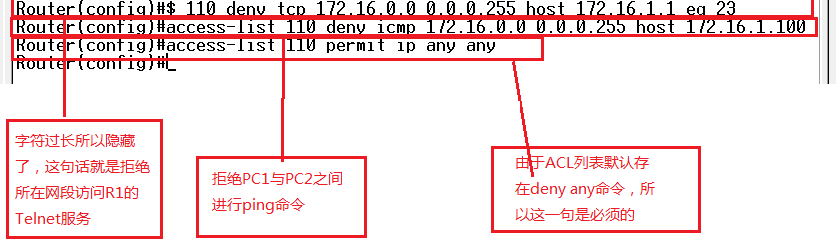 Router(config)#$ 110 deny tcp 172.16.0.0 0.0.0.255 host 172.16.1.1 eq 23
Router(config)#access-list 110 deny icmp 172.16.0.0 0.0.0.255 host 172.16.1.100
Router(config)#access-list 110 permit ip any any
Router(config)#
字符过长所以隐藏
了，这句话就是拒绝
所在网段访问R1的
Telnet服务
拒绝PC1与PC2之间
进行ping命令
由于ACL列表默认存
在deny any命令，所
以这一句是必须的